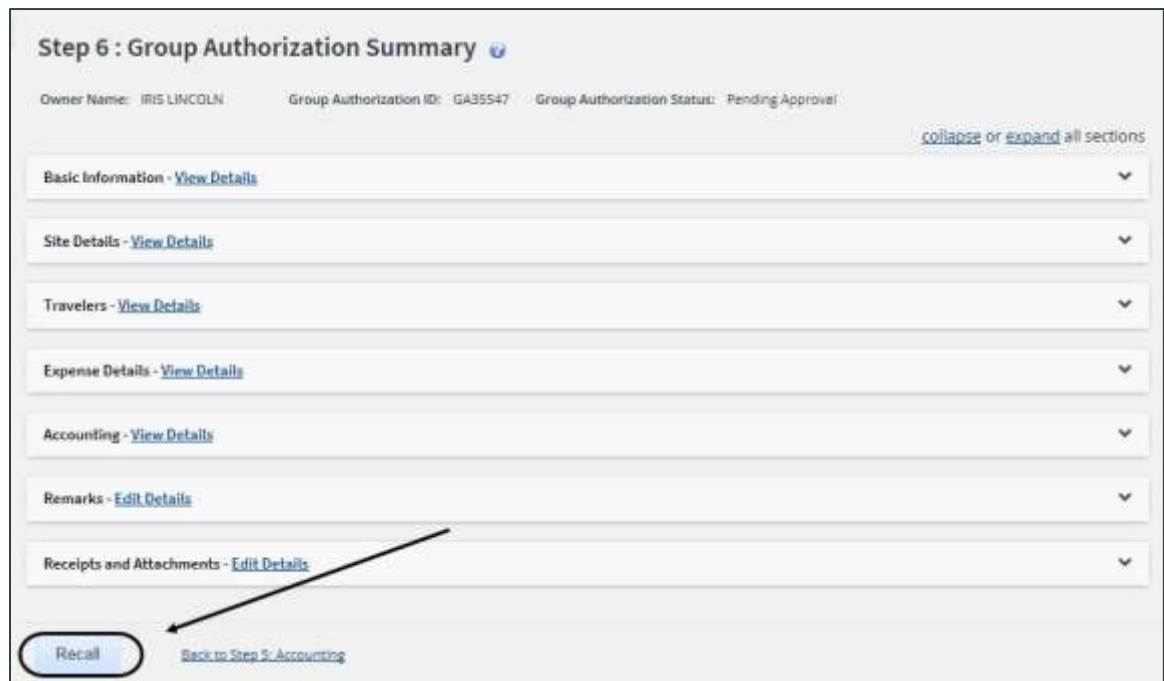 Step 6 : Group Authorization Summary
Owner Name: IRIS LINCOLN Group Authorization ID: GA35547 Group Authorization Status: Pending Approval
collapse or expand all sections
Basic Information - View Details
Site Details - View Details
Travelers - View Details
Expense Details - View Details
Accounting - View Details
Remarks - Edit Details
Receipts and Attachments - Edit Details
Recall Back to Step 5: Accounting